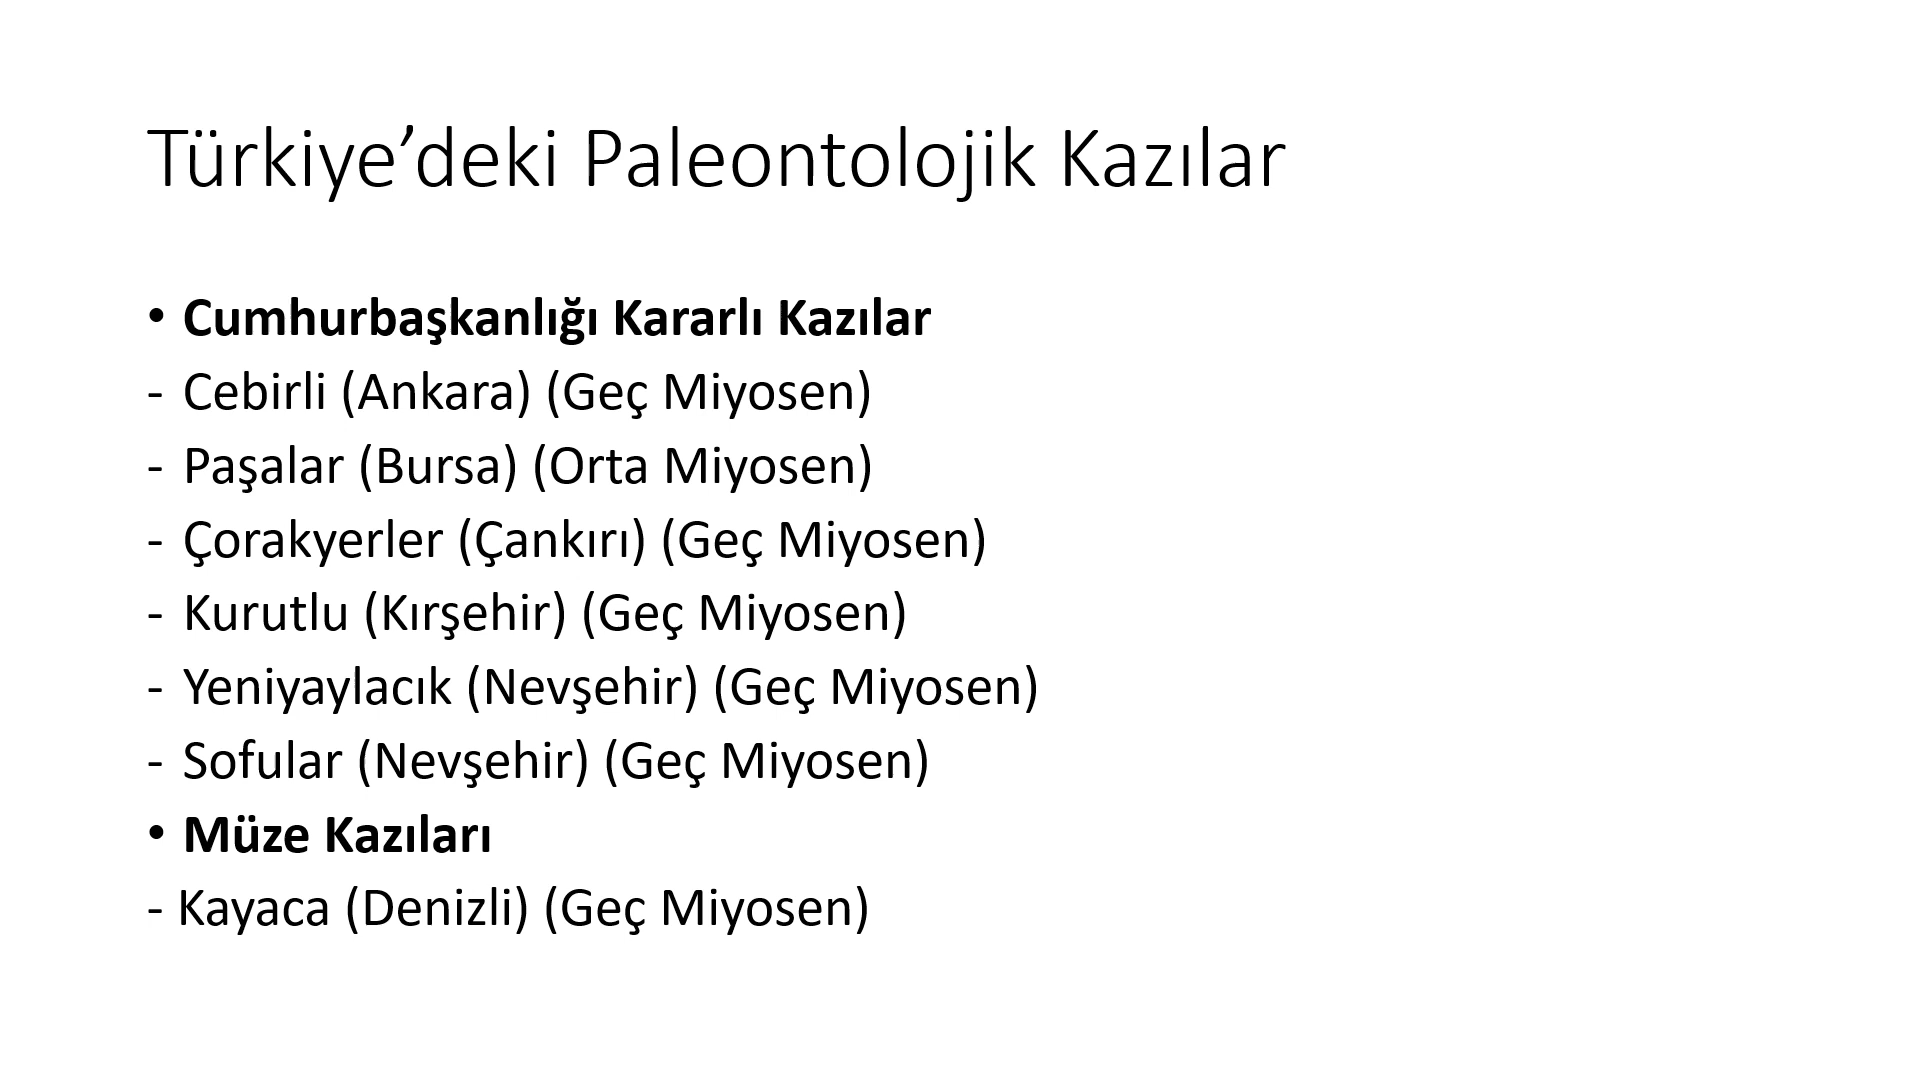 Türkiye’deki Paleontolojik Kazılar
• Cumhurbaşkanlığı Kararlı Kazılar
- Cebirli (Ankara) (Geç Miyosen)
- Paşalar (Bursa) (Orta Miyosen)
- Çorakyerler (Çankırı) (Geç Miyosen)
- Kurutlu (Kırşehir) (Geç Miyosen)
- Yeniyaylacık (Nevşehir) (Geç Miyosen)
- Sofular (Nevşehir) (Geç Miyosen)
• Müze Kazıları
- Kayaca (Denizli) (Geç Miyosen)